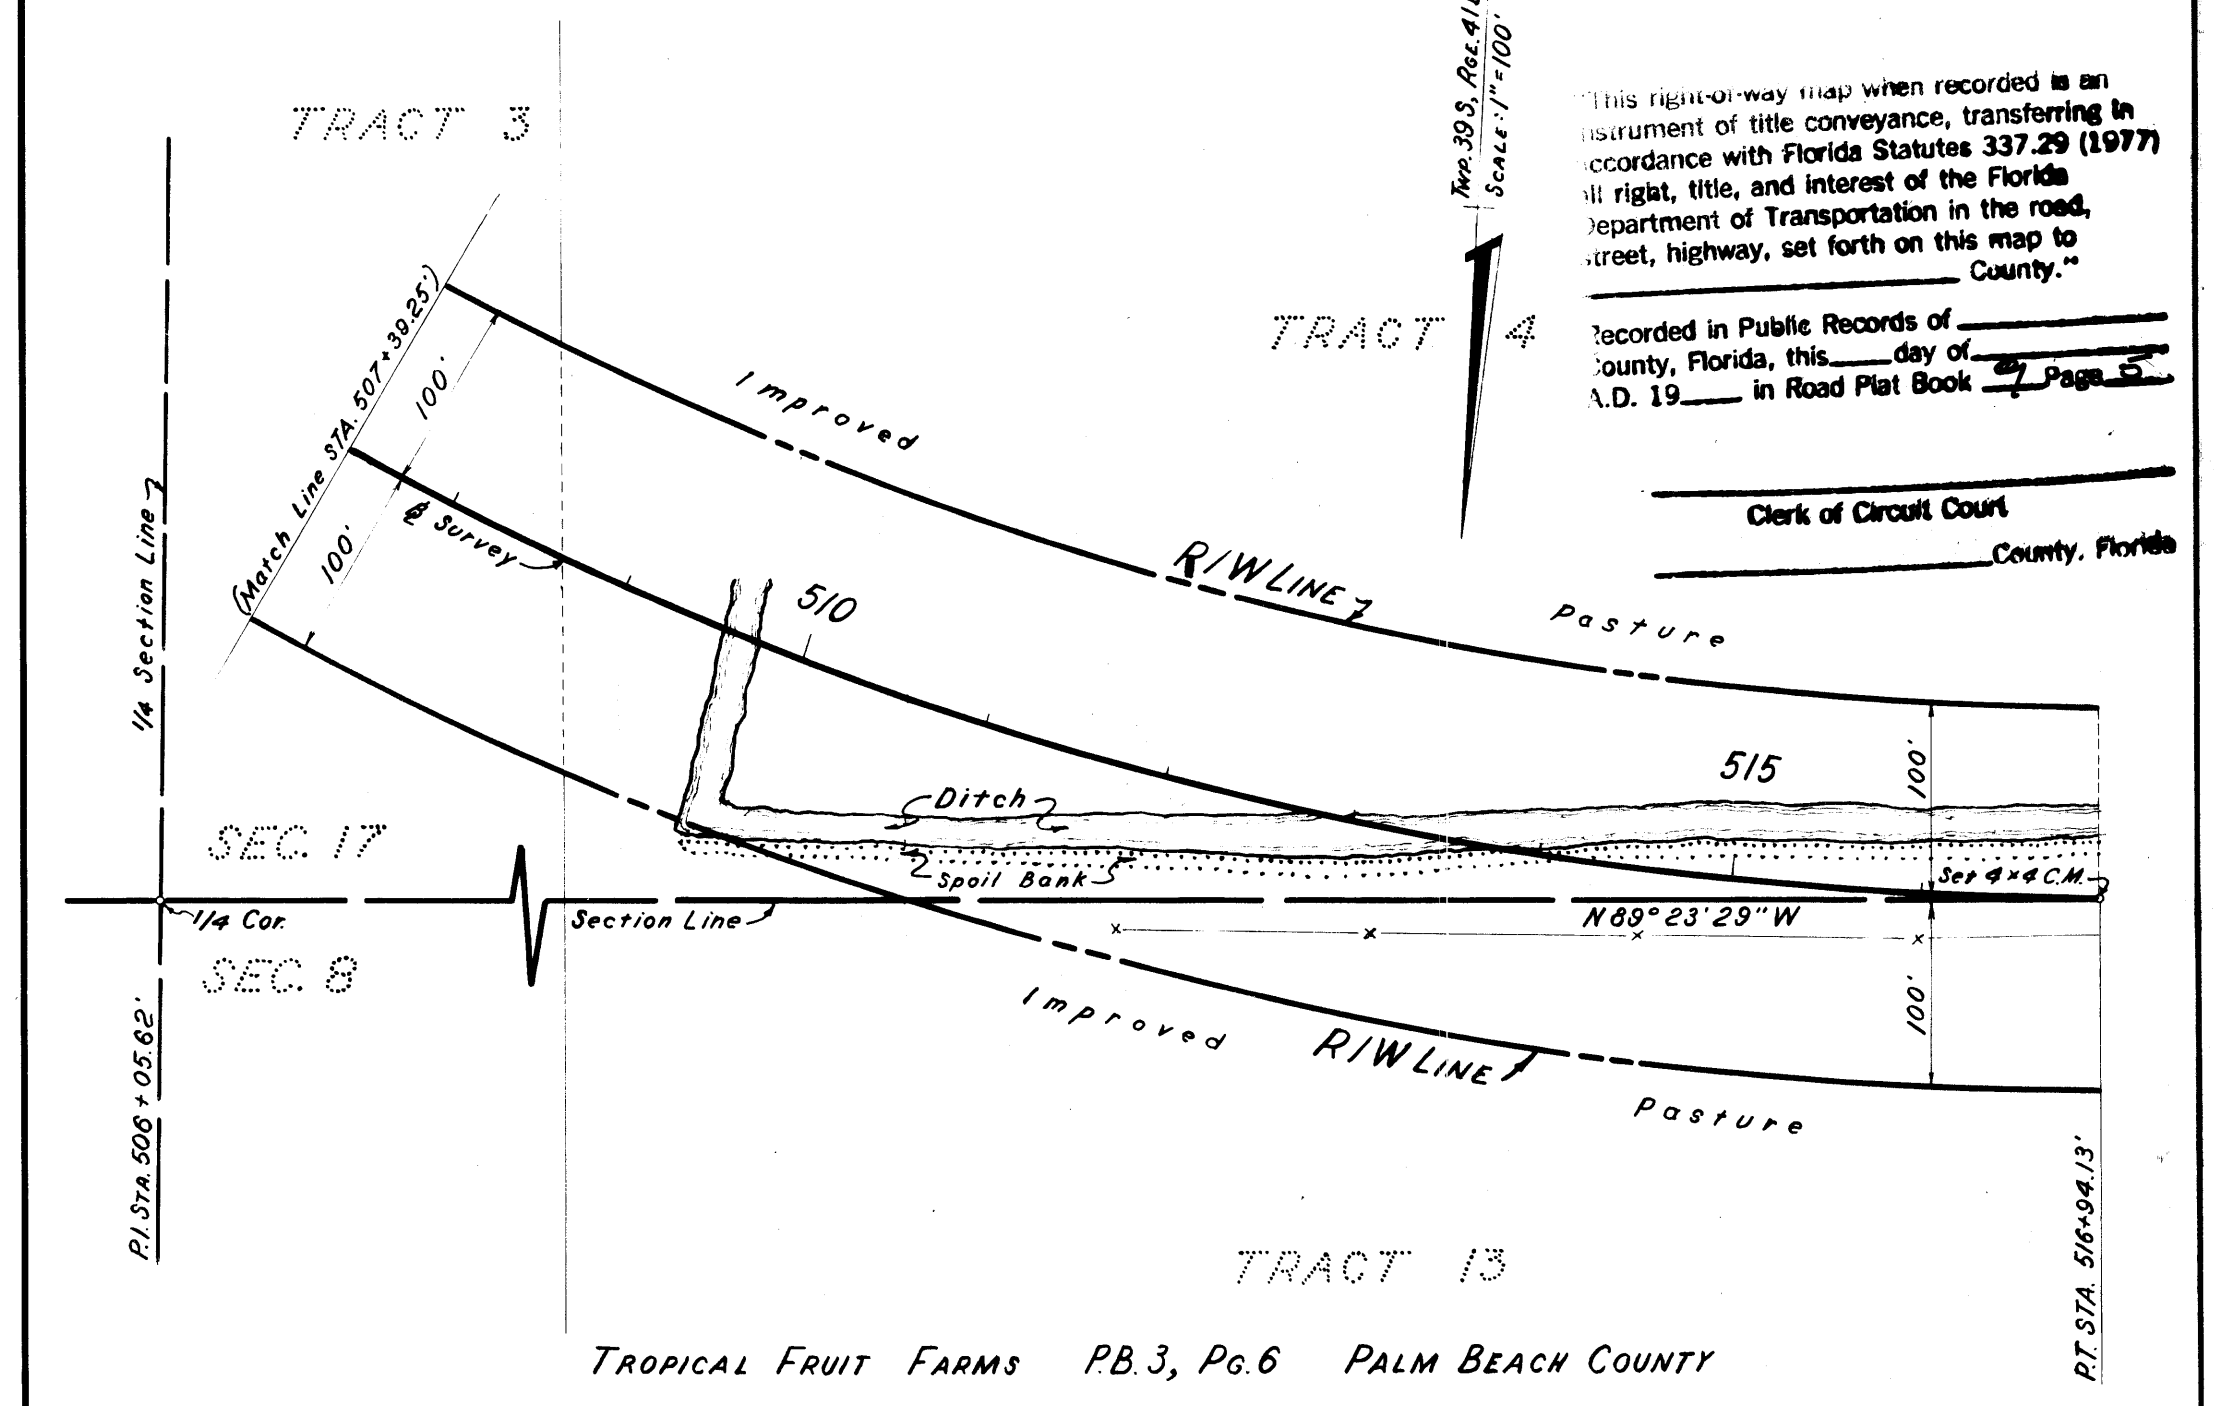 TRACT 3
TWP. 39 S, RGE. 41
SCALE: 1"=100'
This right-of-way map when recorded is an
instrument of title conveyance, transferring in
accordance with Florida Statutes 337.29 (1977)
all right, title, and interest of the Florida
Department of Transportation in the road,
street, highway, set forth on this map to
County."
Recorded in Public Records of
County, Florida, this day of
A.D. 19 in Road Plat Book 9 Page 5
Clerk of Circuit Court
County, Florida
(Match Line STA. 507+39.25')
100'
100'
Improved
TRACT 4
1/4 Section Line
℄ Survey
510
R/W LINE
Pasture
515
100'
Ditch
SEC. 17
Spoil Bank
Set 4x4 C.M.
1/4 Cor.
Section Line
N 89° 23' 29" W
SEC. 8
Improved
R/W LINE
100'
Pasture
P.I. STA. 506+05.62'
TRACT 13
P.T. STA. 516+94.13'
TROPICAL FRUIT FARMS P.B. 3, PG. 6 PALM BEACH COUNTY